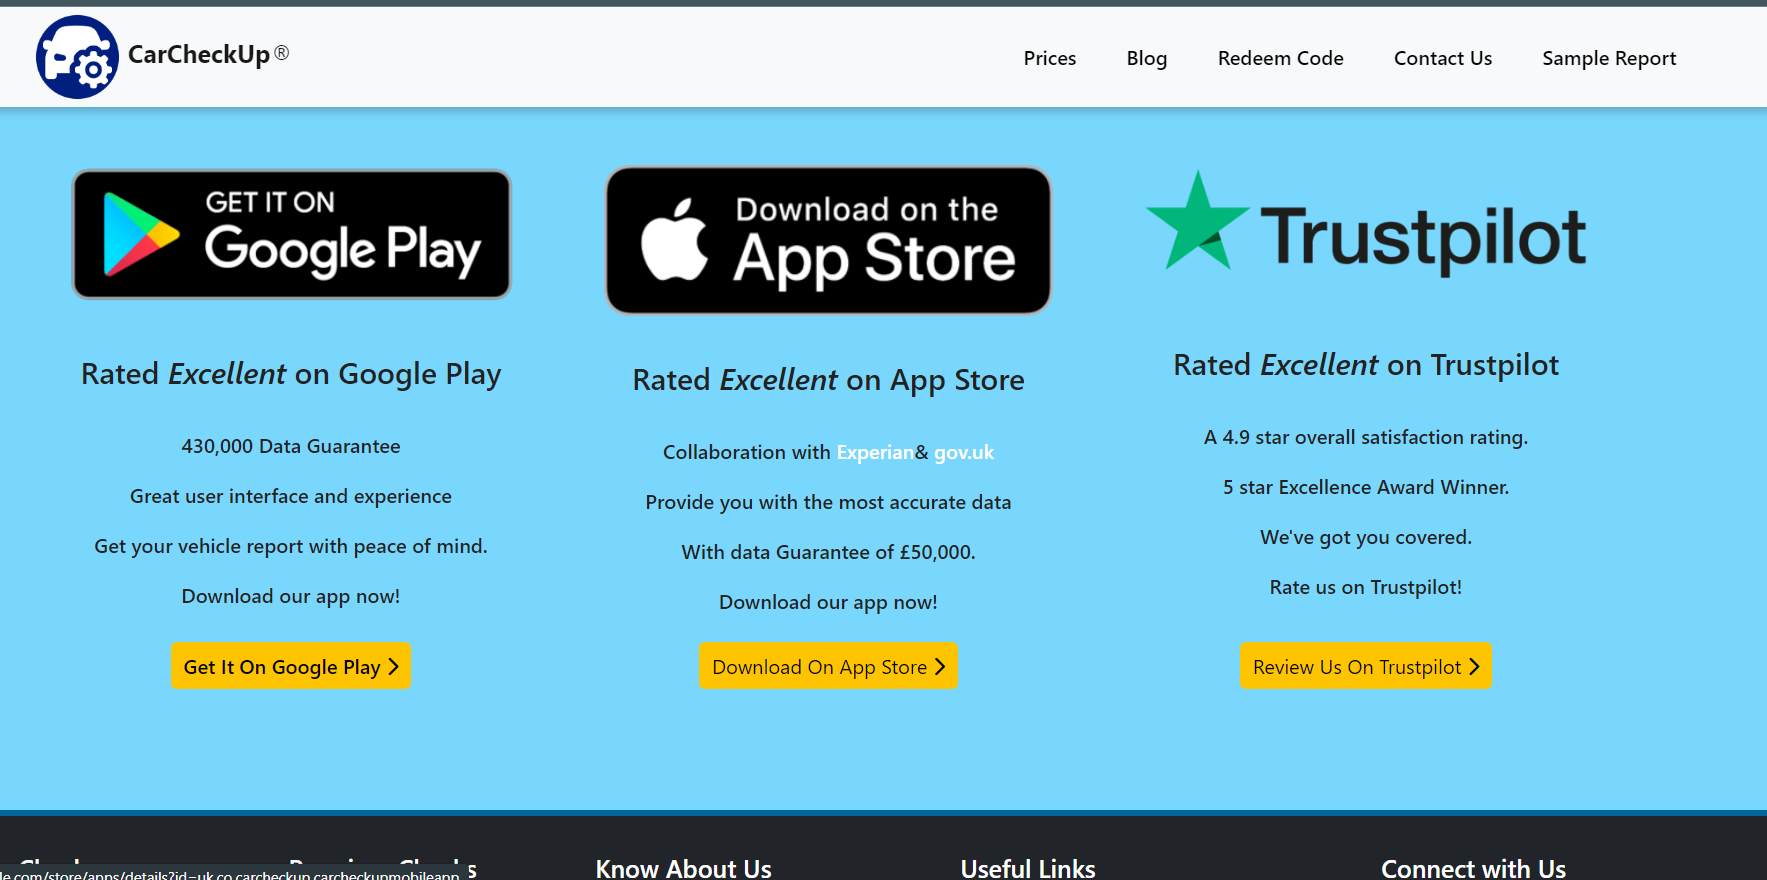 CarCheckUp®
Prices
Blog
Redeem Code
Contact Us
Sample Report
GET IT ON
Google Play
Rated Excellent on Google Play
430,000 Data Guarantee
Great user interface and experience
Get your vehicle report with peace of mind.
Download our app now!
Get It On Google Play
Download on the
App Store
Rated Excellent on App Store
Collaboration with Experian& gov.uk
Provide you with the most accurate data
With data Guarantee of £50,000.
Download our app now!
Download On App Store
Trustpilot
Rated Excellent on Trustpilot
A 4.9 star overall satisfaction rating.
5 star Excellence Award Winner.
We've got you covered.
Rate us on Trustpilot!
Review Us On Trustpilot
Know About Us
Useful Links
Connect with Us
le.com/store/apps/details?id=uk.co.carcheckup.carcheckupmobileapp